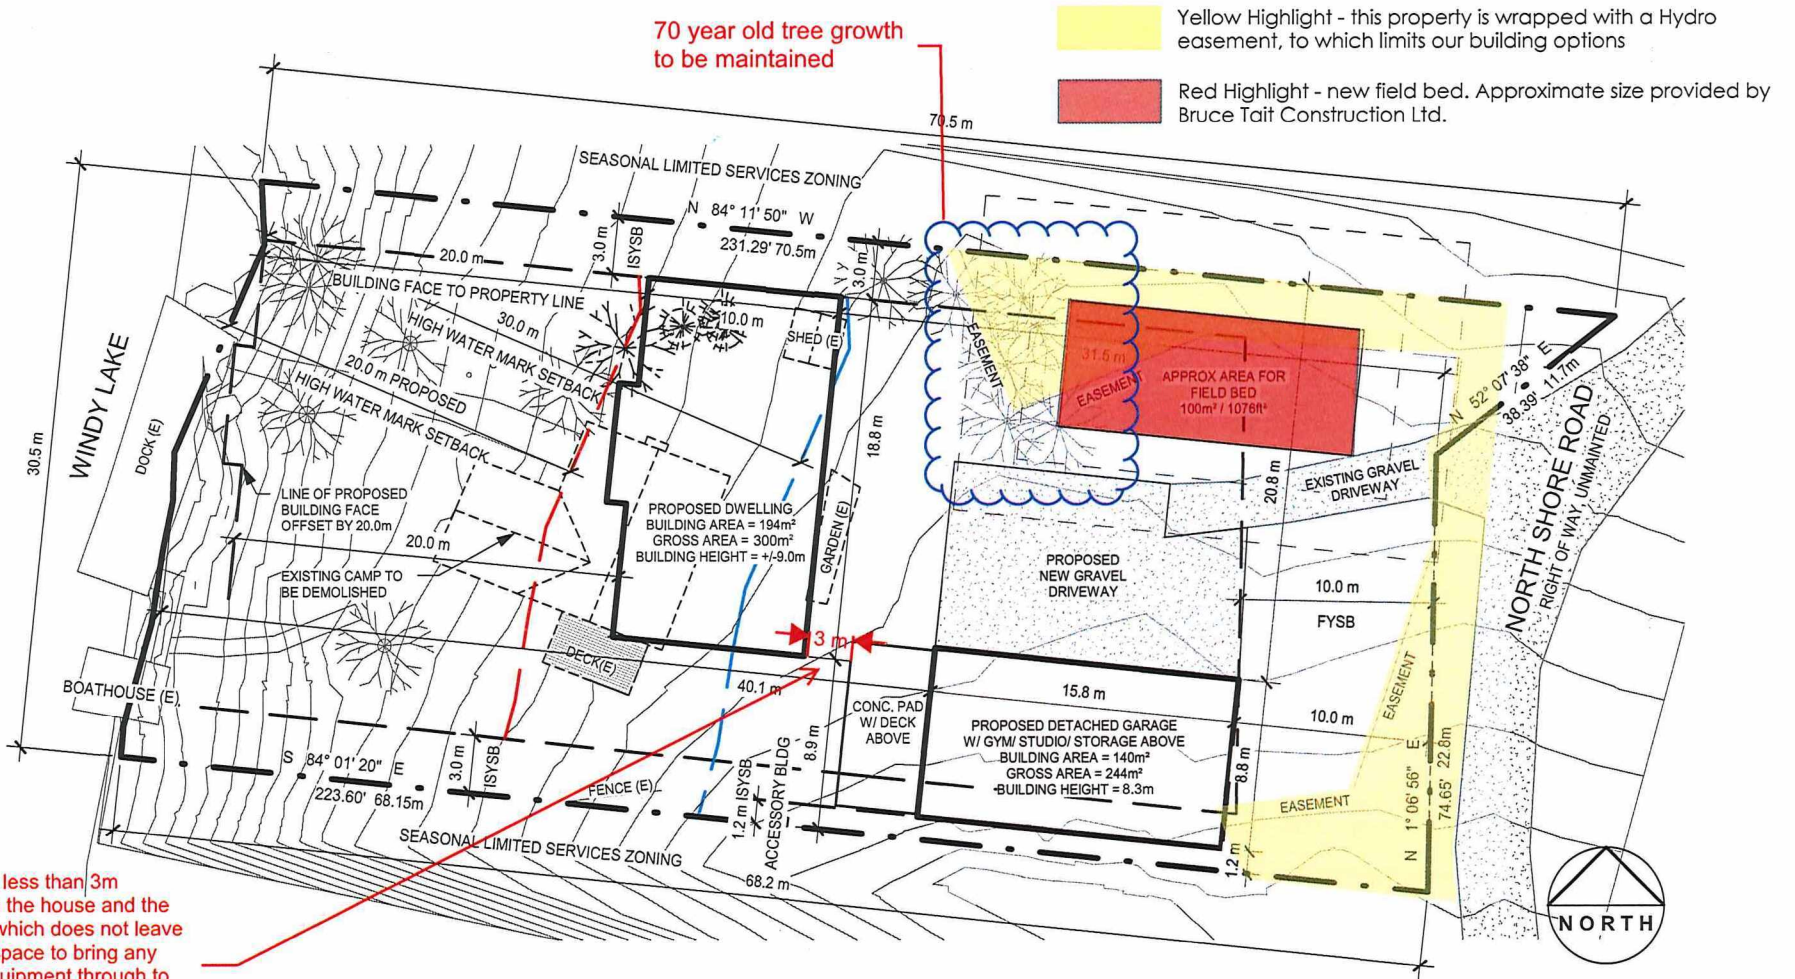 70 year old tree growth
to be maintained
Yellow Highlight - this property is wrapped with a Hydro
easement, to which limits our building options
Red Highlight - new field bed. Approximate size provided by
Bruce Tait Construction Ltd.
70.5 m
SEASONAL LIMITED SERVICES ZONING
N 84° 11' 50" W
231.29' 70.5m
3.0 m
ISYSB
20.0 m
BUILDING FACE TO PROPERTY LINE
30.0 m
HIGH WATER MARK SETBACK
20.0 m PROPOSED
HIGH WATER MARK SETBACK
10.0 m
SHED (E)
3.0 m
18.8 m
WINDY LAKE
DOCK (E)
30.5 m
LINE OF PROPOSED
BUILDING FACE
OFFSET BY 20.0m
20.0 m
EXISTING CAMP TO
BE DEMOLISHED
PROPOSED DWELLING
BUILDING AREA = 194m²
GROSS AREA = 300m²
BUILDING HEIGHT = +/-9.0m
GARDEN (E)
EASEMENT
31.5 m
EASEMENT
APPROX AREA FOR
FIELD BED
100m² / 1076ft²
N 52° 07' 38" E
38.39' 11.7m
NORTH SHORE ROAD
RIGHT OF WAY, UNMAINTED
EXISTING GRAVEL
DRIVEWAY
20.8 m
PROPOSED
NEW GRAVEL
DRIVEWAY
10.0 m
FYSB
3 m
DECK(E)
BOATHOUSE (E)
40.1 m
CONC. PAD
W/ DECK
ABOVE
15.8 m
PROPOSED DETACHED GARAGE
W/ GYM/ STUDIO/ STORAGE ABOVE
BUILDING AREA = 140m²
GROSS AREA = 244m²
BUILDING HEIGHT = 8.3m
10.0 m
EASEMENT
8.8 m
EASEMENT
N 1° 06' 56" E
74.65' 22.8m
S 84° 01' 20" E
223.60' 68.15m
3.0 m
ISYSB
FENCE (E)
1.2 m ISYSB
ACCESSORY BLDG
8.9 m
1.2 m
SEASONAL LIMITED SERVICES ZONING
68.2 m
less than 3m
the house and the
which does not leave
space to bring any
NORTH